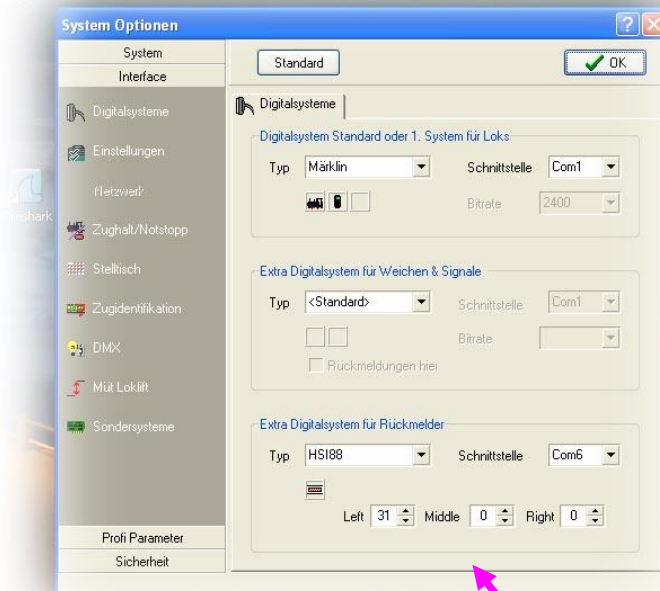 System Optionen
System
Interface
Digitalsysteme
Einstellungen
Netzwerk
Zughalt/Notstopp
Stelltisch
Zugidentifikation
DMX
Müt Loklift
Sondersysteme
Profi Parameter
Sicherheit
Standard
OK
Digitalsysteme
Digitalsystem Standard oder 1. System für Loks
Typ Märklin Schnittstelle Com1
Bitrate 2400
Extra Digitalsystem für Weichen & Signale
Typ <Standard> Schnittstelle Com1
Bitrate
Rückmeldungen hier
Extra Digitalsystem für Rückmelder
Typ HSI88 Schnittstelle Com6
Left 31 Middle 0 Right 0